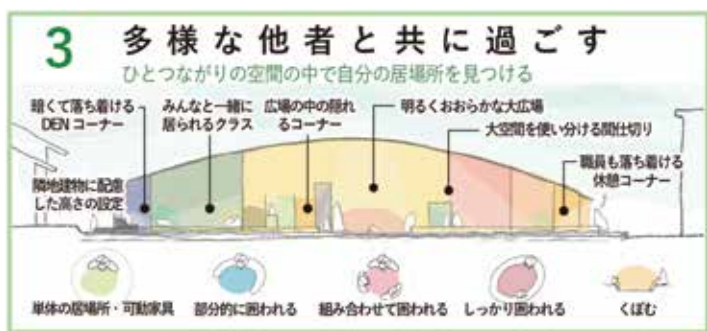 3 多様な他者と共に過ごす
ひとつながりの空間の中で自分の居場所を見つける
暗くて落ち着ける
DEN コーナー
みんなと一緒に
居られるクラス
広場の中の隠れ
るコーナー
明るくおおらかな大広場
大空間を使い分ける間仕切り
職員も落ち着ける
休憩コーナー
隣地建物に配慮
した高さの設定
単体の居場所・可動家具
部分的に囲われる
組み合わせて囲われる
しっかり囲われる
くぼむ